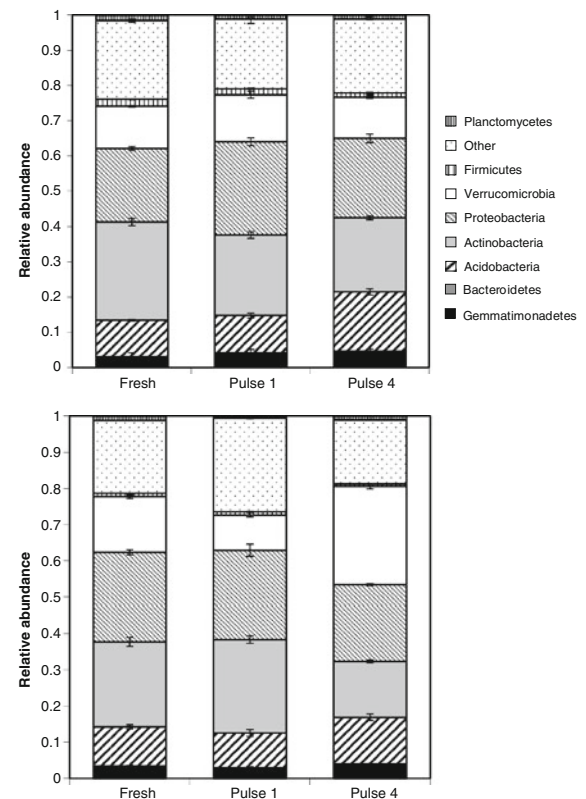 1
0.9
0.8
0.7
0.6
0.5
0.4
0.3
0.2
0.1
0
Relative abundance
Fresh Pulse 1 Pulse 4
Planctomycetes
Other
Firmicutes
Verrucomicrobia
Proteobacteria
Actinobacteria
Acidobacteria
Bacteroidetes
Gemmatimonadetes
1
0.9
0.8
0.7
0.6
0.5
0.4
0.3
0.2
0.1
0
Relative abundance
Fresh Pulse 1 Pulse 4